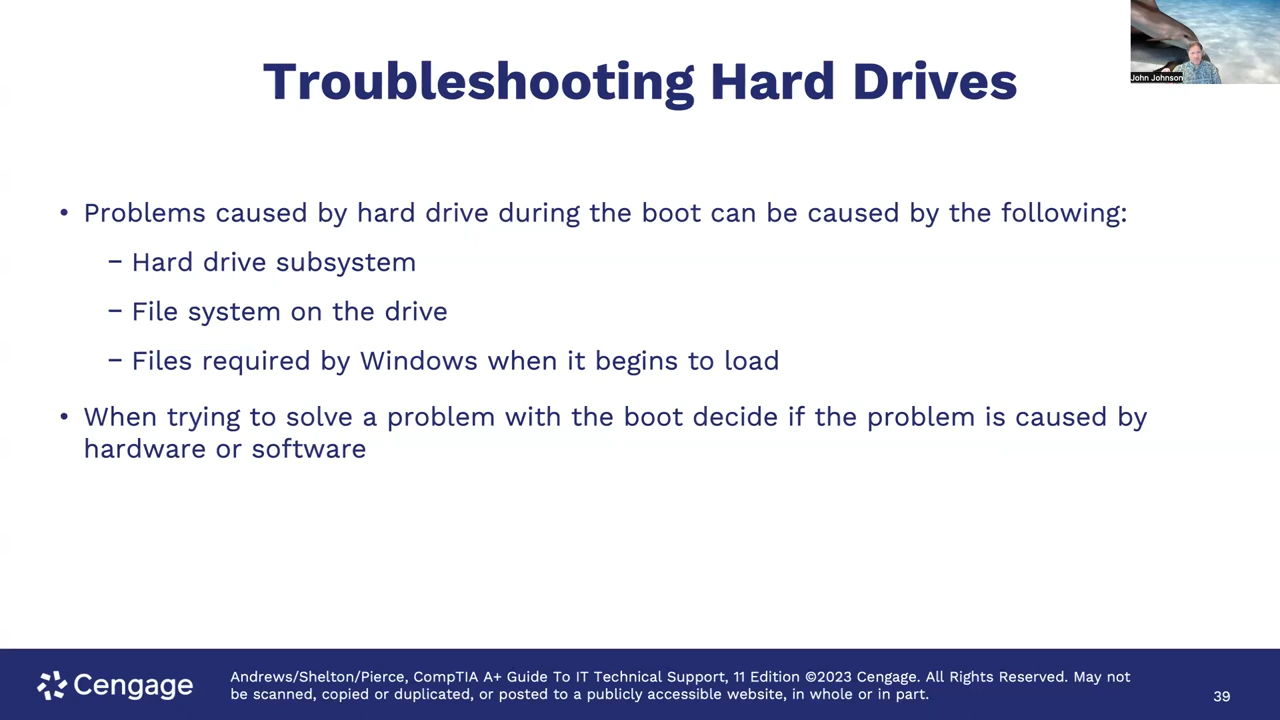 Troubleshooting Hard Drives
John Johnson
• Problems caused by hard drive during the boot can be caused by the following:
– Hard drive subsystem
– File system on the drive
– Files required by Windows when it begins to load
• When trying to solve a problem with the boot decide if the problem is caused by
hardware or software
Cengage
Andrews/Shelton/Pierce, CompTIA A+ Guide To IT Technical Support, 11 Edition ©2023 Cengage. All Rights Reserved. May not
be scanned, copied or duplicated, or posted to a publicly accessible website, in whole or in part.
39